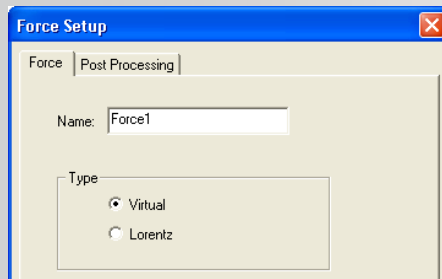 Force Setup
Force Post Processing
Name: Force1
Type
Virtual
Lorentz